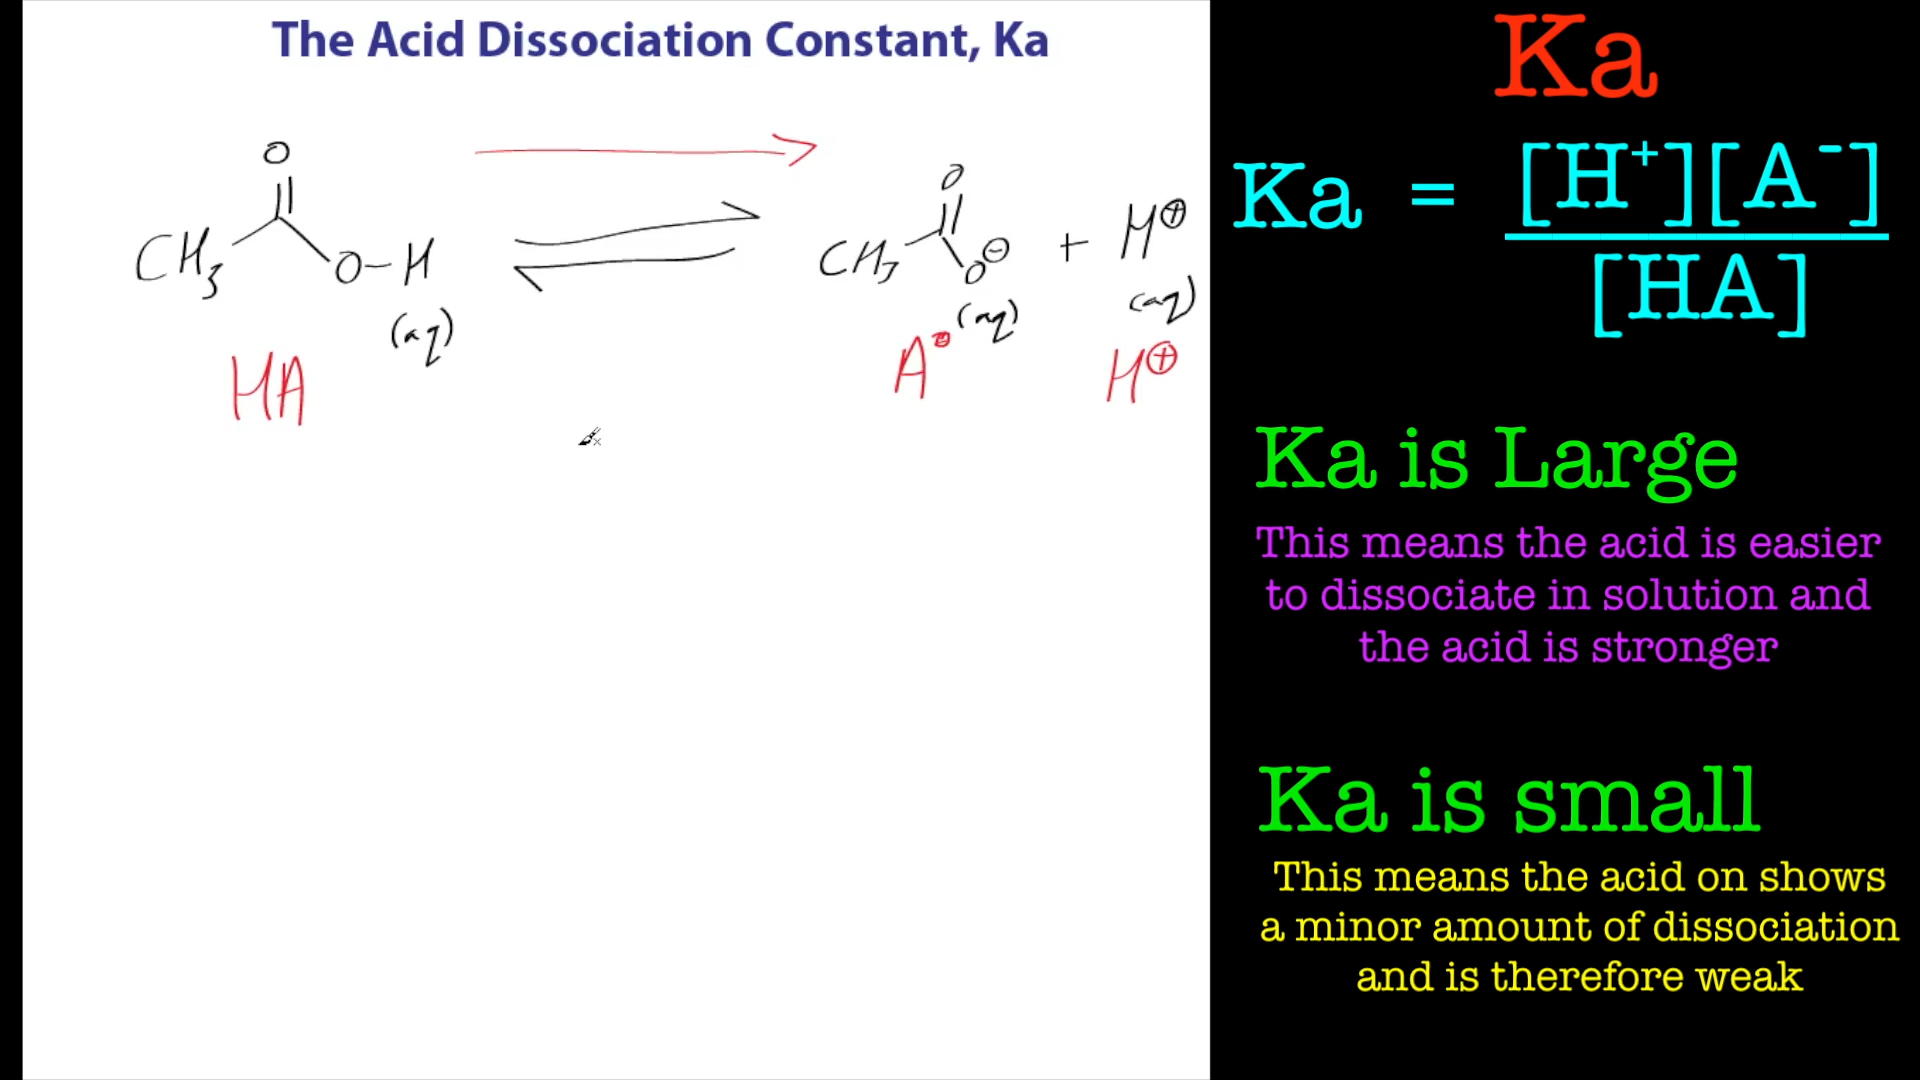 The Acid Dissociation Constant, Ka
O
CH₃ O-H
(aq)
HA
O
CH₃ O⊖ + H⊕
(aq) (aq)
A⊖ H⊕
Ka
Ka = [H⁺][A⁻]
[HA]
Ka is Large
This means the acid is easier
to dissociate in solution and
the acid is stronger
Ka is small
This means the acid on shows
a minor amount of dissociation
and is therefore weak